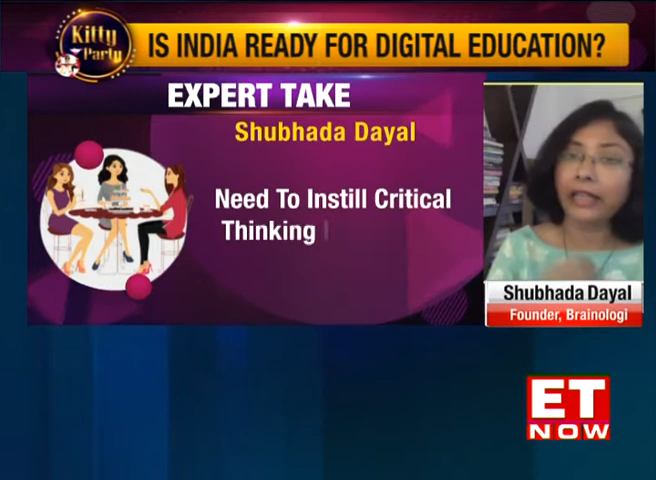 Kitty
Party
IS INDIA READY FOR DIGITAL EDUCATION?
EXPERT TAKE
Shubhada Dayal
Need To Instill Critical
Thinking
Shubhada Dayal
Founder, Brainologi
ET
NOW